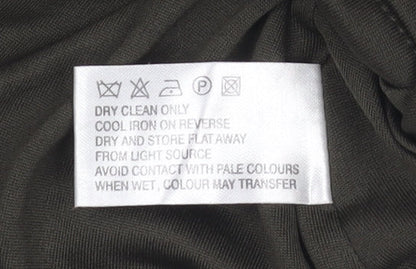 P
DRY CLEAN ONLY
COOL IRON ON REVERSE
DRY AND STORE FLAT AWAY
FROM LIGHT SOURCE
AVOID CONTACT WITH PALE COLOURS
WHEN WET, COLOUR MAY TRANSFER